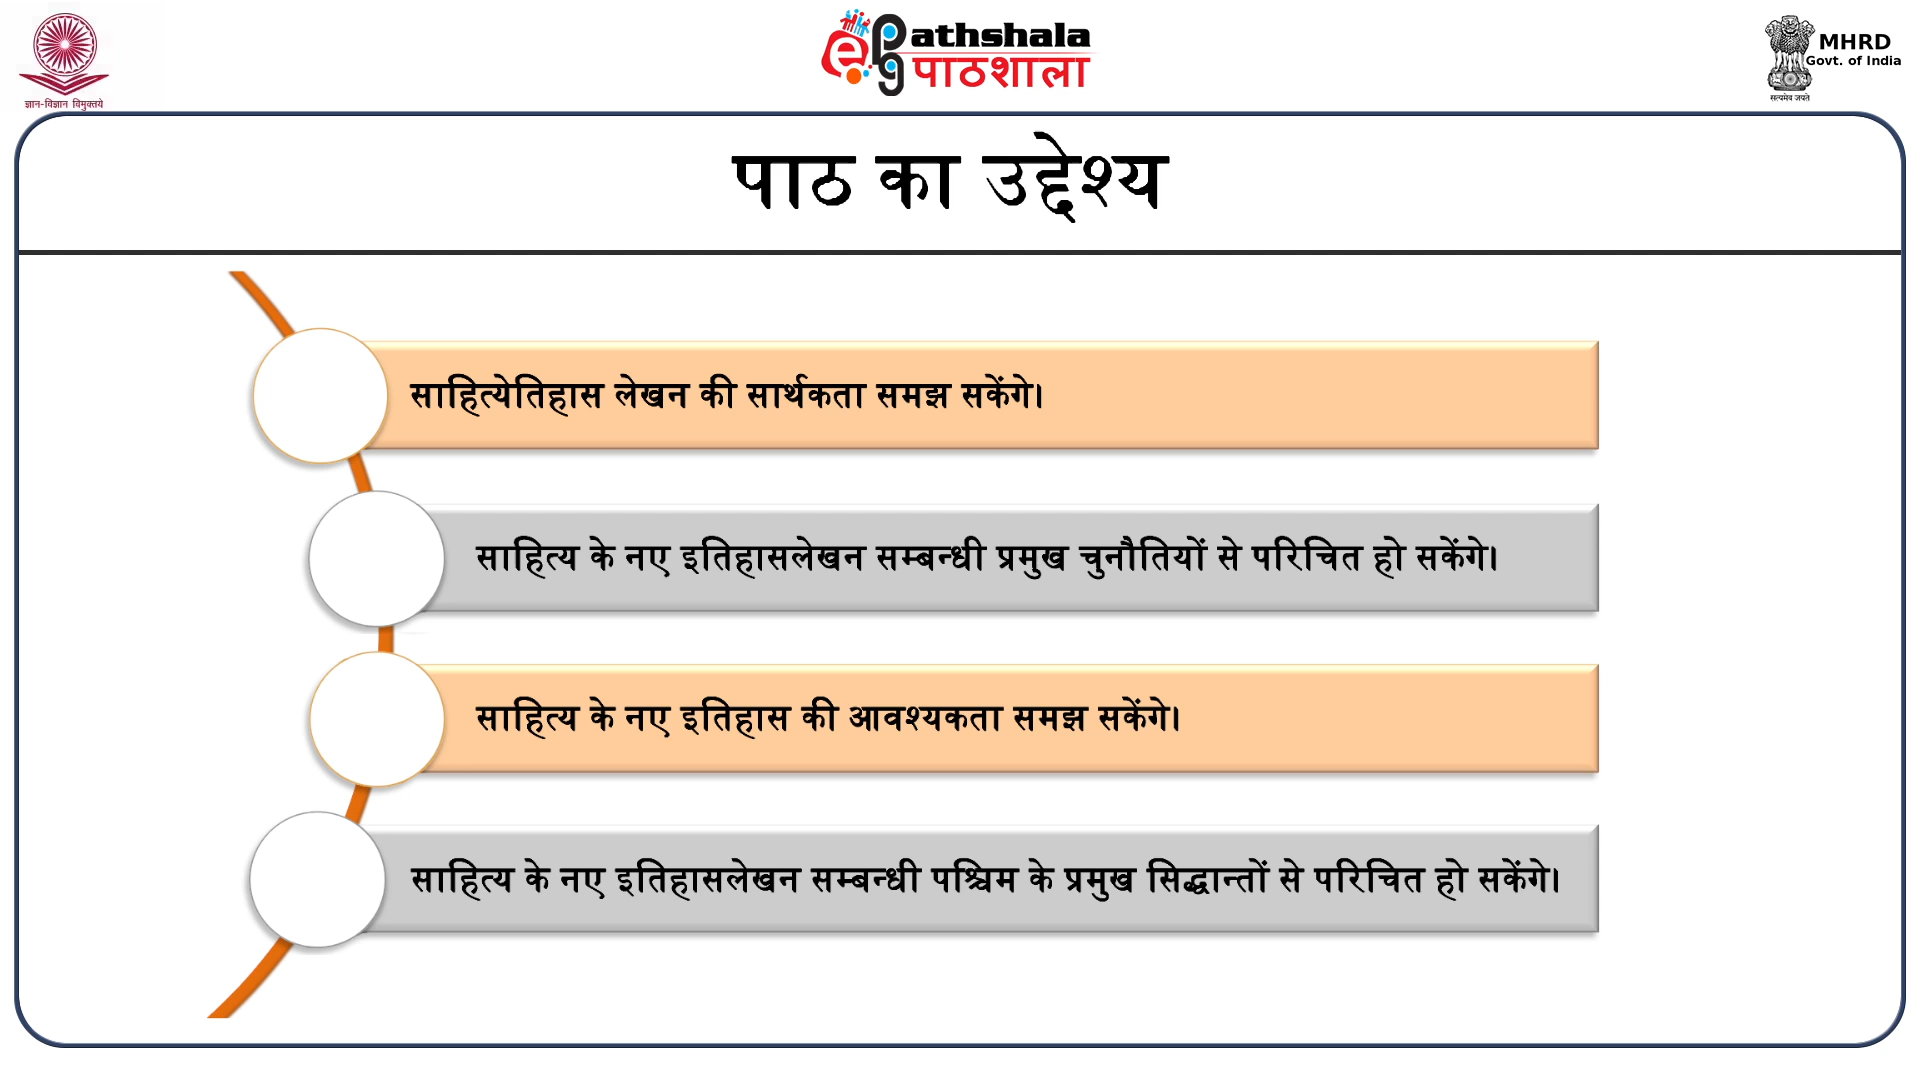 ज्ञान-विज्ञान विमुक्तये
ePathshala
पाठशाला
MHRD
Govt. of India
सत्यमेव जयते
पाठ का उद्देश्य
साहित्येतिहास लेखन की सार्थकता समझ सकेंगे।
साहित्य के नए इतिहासलेखन सम्बन्धी प्रमुख चुनौतियों से परिचित हो सकेंगे।
साहित्य के नए इतिहास की आवश्यकता समझ सकेंगे।
साहित्य के नए इतिहासलेखन सम्बन्धी पश्चिम के प्रमुख सिद्धान्तों से परिचित हो सकेंगे।